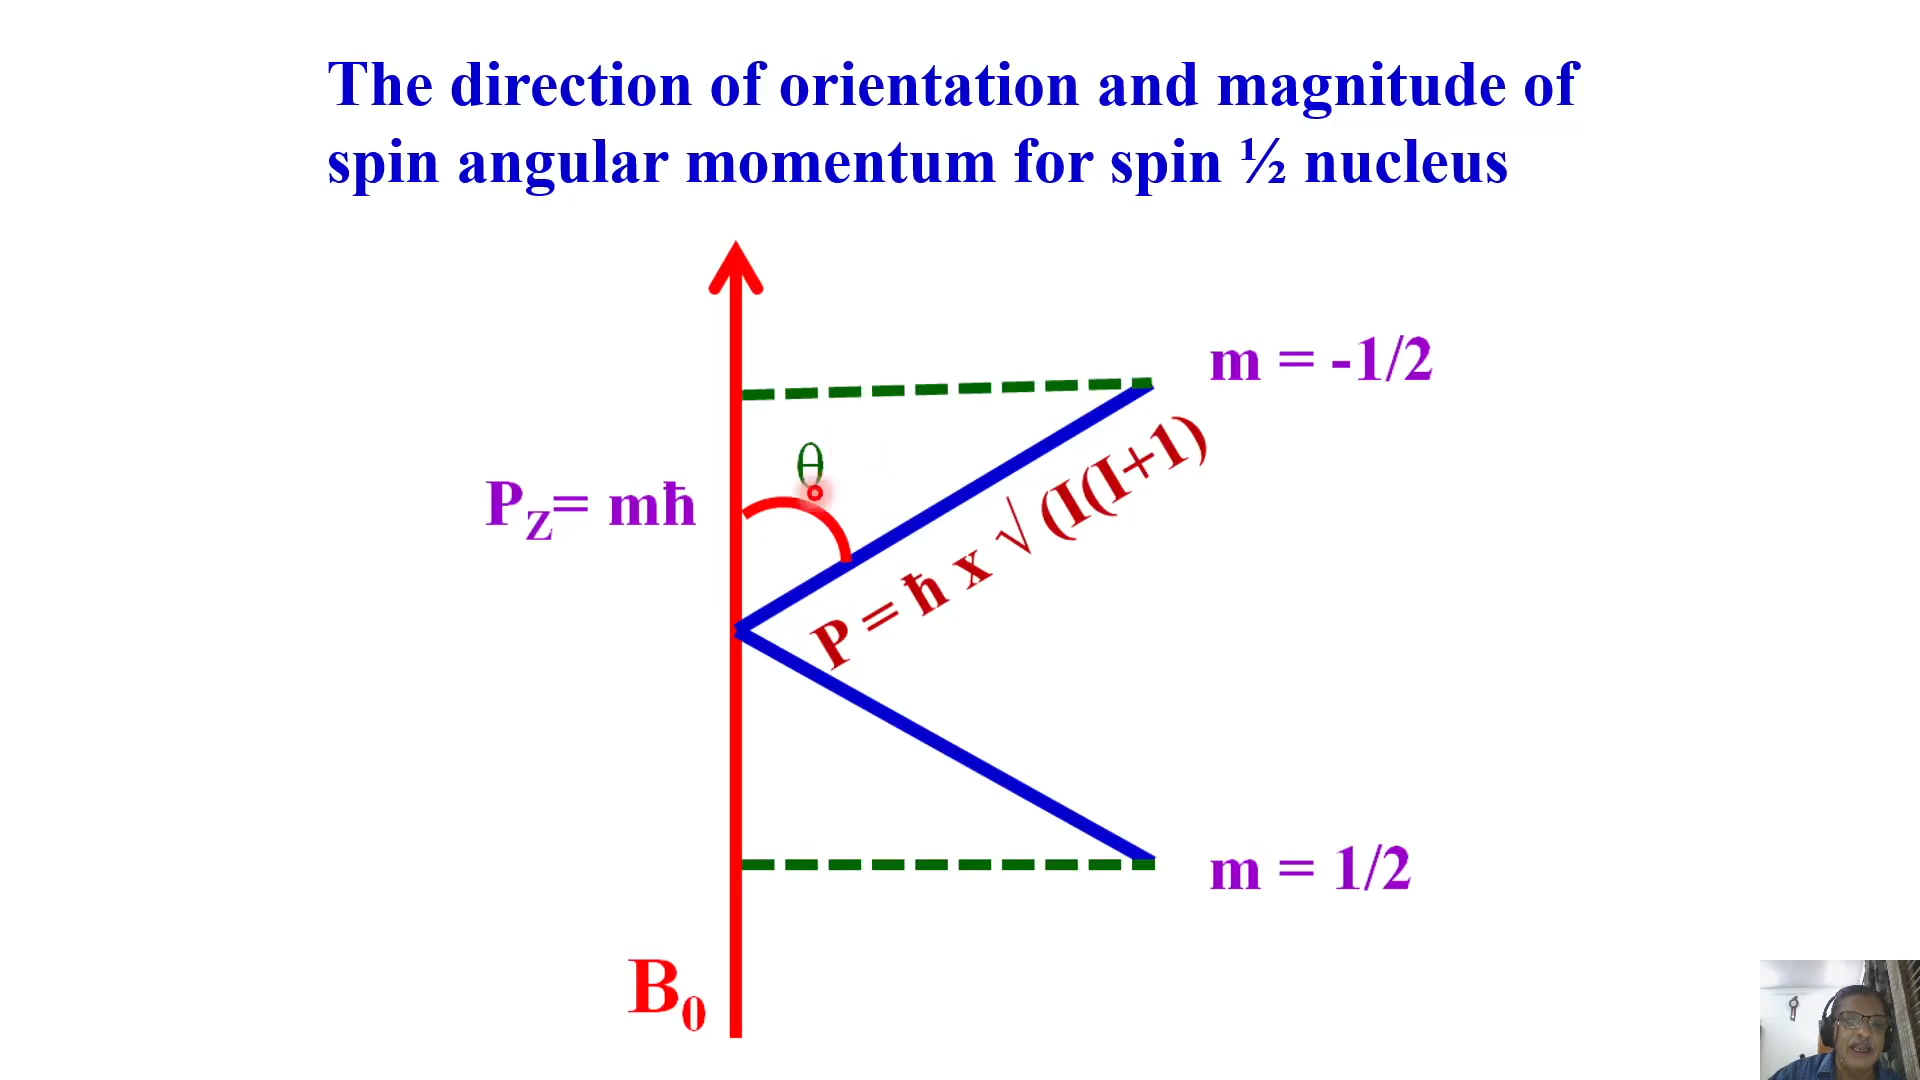 The direction of orientation and magnitude of
spin angular momentum for spin ½ nucleus
m = -1/2
θ
P_Z= mħ
P = ħ x √ (I(I+1)
m = 1/2
B_0